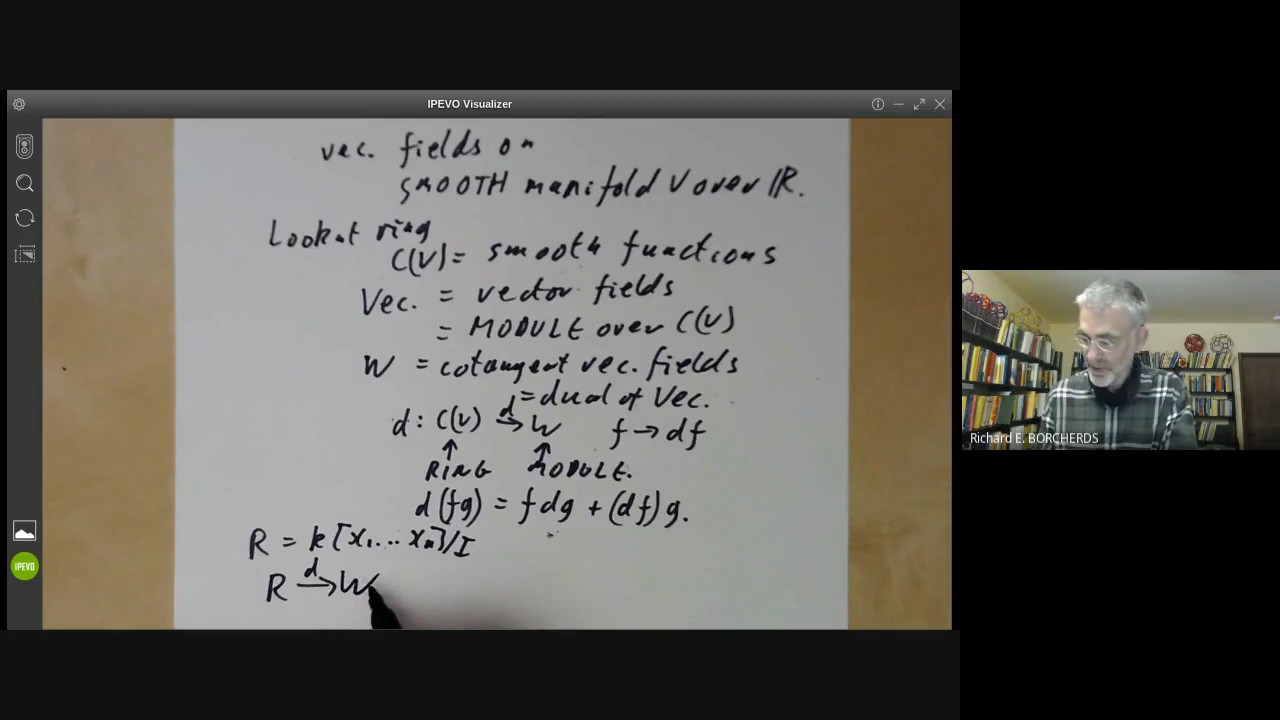 IPEVO Visualizer
vec. fields on
SMOOTH manifold V over ℝ.
Look at ring
C(V) = smooth functions
Vec. = vector fields
= MODULE over C(V)
W = cotangent vec. fields
= dual of Vec.
d : C(V) →^d W f → df
↑ ↑
RING MODULE.
d(fg) = f dg + (df) g.
R = k[x₁...xₙ]/I
R →^d W
IPEVO
Richard E. BORCHERDS